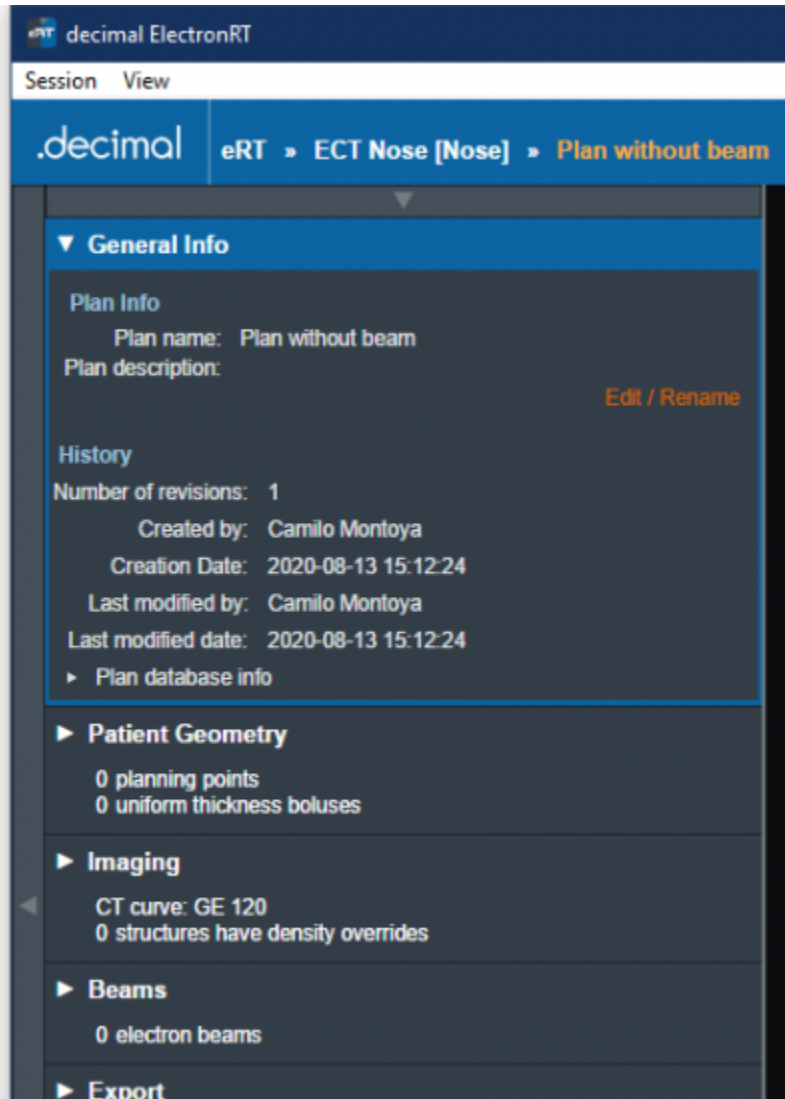 eRT decimal ElectronRT
Session View
.decimal eRT » ECT Nose [Nose] » Plan without beam
▼ General Info
Plan Info
Plan name: Plan without beam
Plan description:
Edit / Rename
History
Number of revisions: 1
Created by: Camilo Montoya
Creation Date: 2020-08-13 15:12:24
Last modified by: Camilo Montoya
Last modified date: 2020-08-13 15:12:24
▸ Plan database info
► Patient Geometry
0 planning points
0 uniform thickness boluses
► Imaging
CT curve: GE 120
0 structures have density overrides
► Beams
0 electron beams
► Export